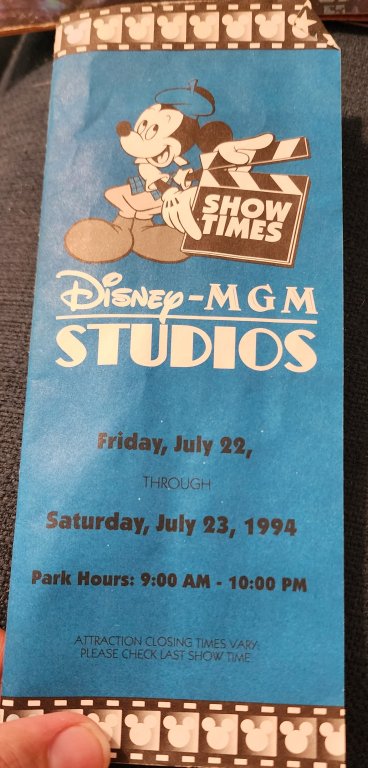 SHOW
TIMES
Disney-MGM
STUDIOS
Friday, July 22,
THROUGH
Saturday, July 23, 1994
Park Hours: 9:00 AM - 10:00 PM
ATTRACTION CLOSING TIMES VARY.
PLEASE CHECK LAST SHOW TIME